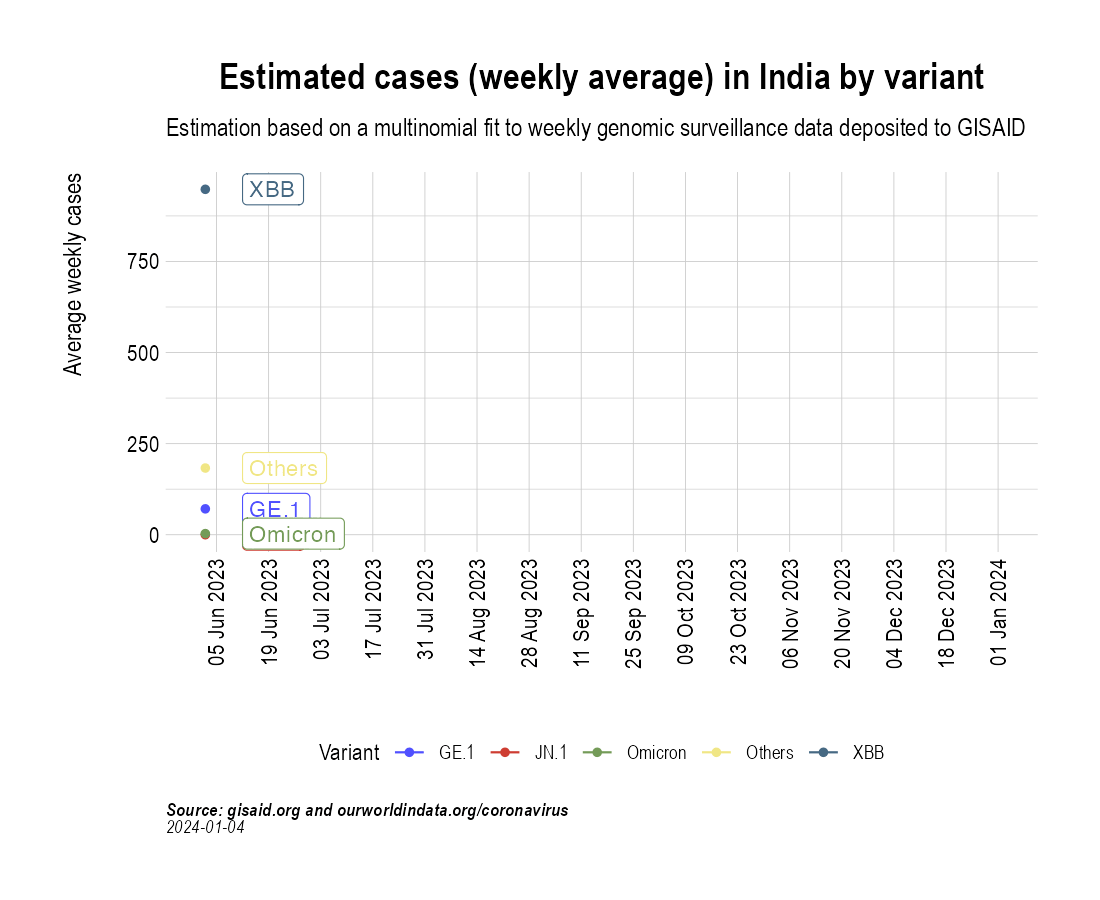 Estimated cases (weekly average) in India by variant
Estimation based on a multinomial fit to weekly genomic surveillance data deposited to GISAID
Average weekly cases
750
500
250
0
XBB
Others
GE.1
Omicron
05 Jun 2023
19 Jun 2023
03 Jul 2023
17 Jul 2023
31 Jul 2023
14 Aug 2023
28 Aug 2023
11 Sep 2023
25 Sep 2023
09 Oct 2023
23 Oct 2023
06 Nov 2023
20 Nov 2023
04 Dec 2023
18 Dec 2023
01 Jan 2024
Variant GE.1 JN.1 Omicron Others XBB
Source: gisaid.org and ourworldindata.org/coronavirus
2024-01-04